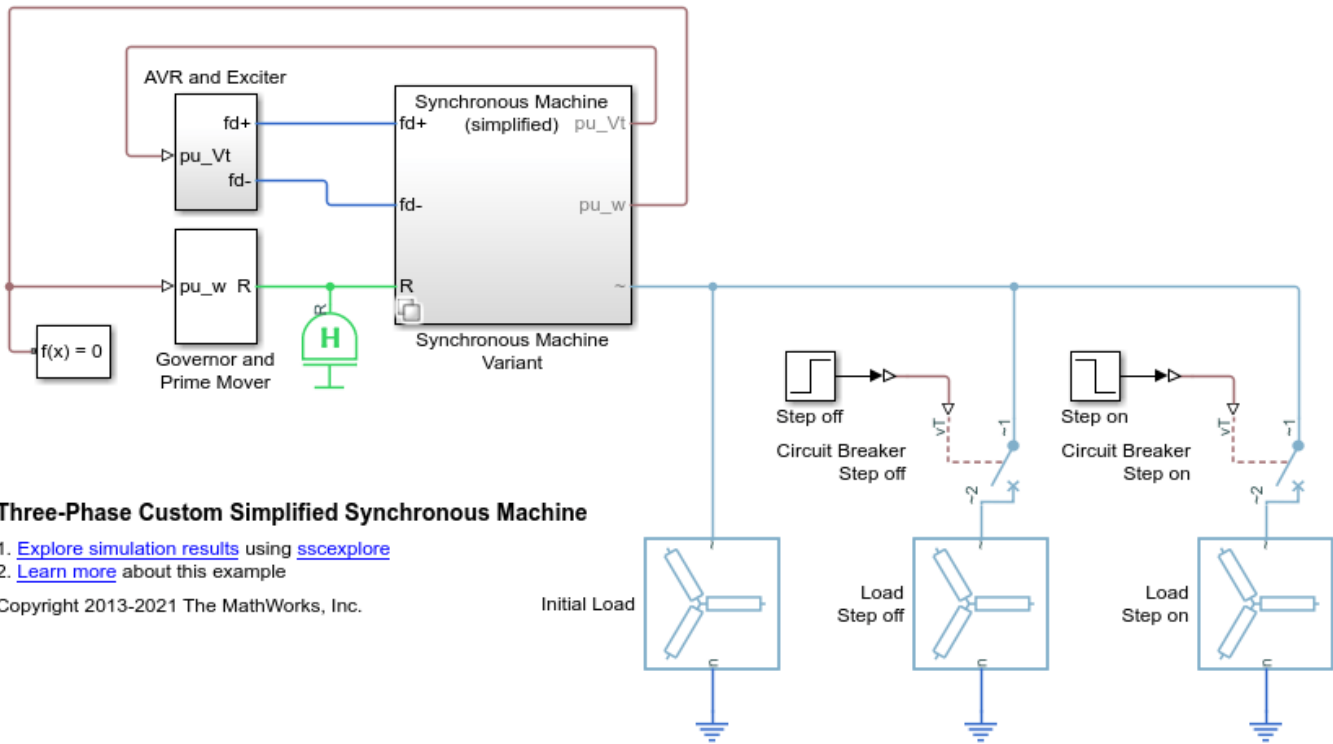 AVR and Exciter
fd+
pu_Vt
fd-
Synchronous Machine
(simplified)
fd+
pu_Vt
fd-
pu_w
R
~
Synchronous Machine
Variant
pu_w R
Governor and
Prime Mover
R
H
f(x) = 0
Step off
vT
~1
Circuit Breaker
Step off
~2
Step on
vT
~1
Circuit Breaker
Step on
~2
Three-Phase Custom Simplified Synchronous Machine
1. Explore simulation results using sscexplore
2. Learn more about this example
Copyright 2013-2021 The MathWorks, Inc.
~
Initial Load
n
~
Load
Step off
n
~
Load
Step on
n